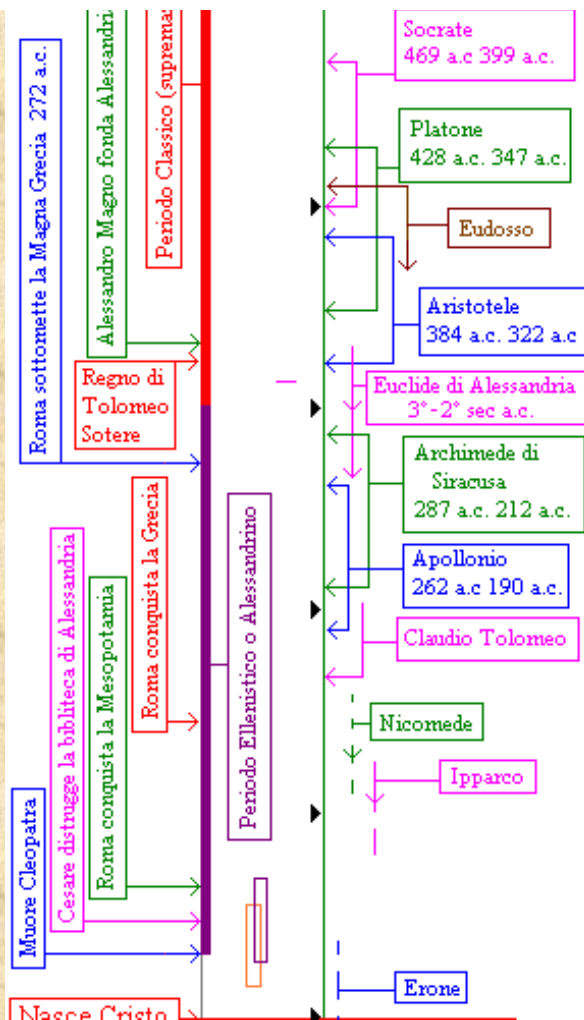 Roma sottomette la Magna Grecia 272 a.c.
Alessandro Magno fonda Alessandri
Periodo Classico (suprema
Regno di
Tolomeo
Sotere
Roma conquista la Grecia
Periodo Ellenistico o Alessandrino
Cesare distrugge la bibliteca di Alessandria
Roma conquista la Mesopotamia
Muore Cleopatra
Nasce Cristo
Socrate
469 a.c 399 a.c.
Platone
428 a.c. 347 a.c.
Eudosso
Aristotele
384 a.c. 322 a.c
Euclide di Alessandria
3°-2° sec a.c.
Archimede di
Siracusa
287 a.c. 212 a.c.
Apollonio
262 a.c 190 a.c.
Claudio Tolomeo
Nicomede
Ipparco
Erone